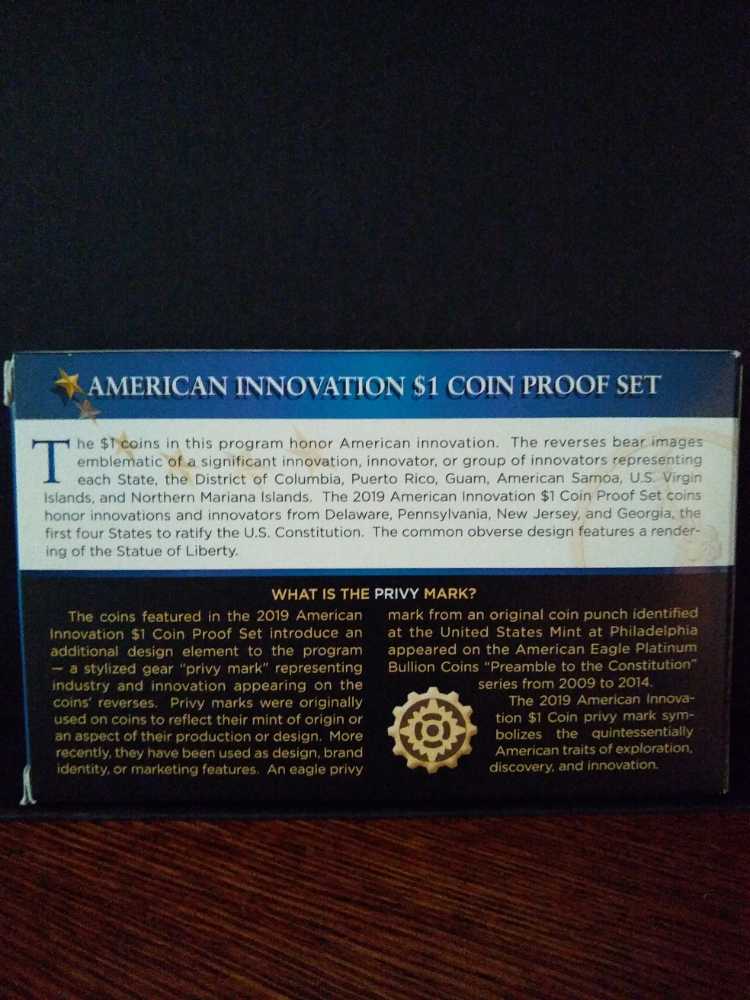 AMERICAN INNOVATION $1 COIN PROOF SET
The $1 coins in this program honor American innovation. The reverses bear images
emblematic of a significant innovation, innovator, or group of innovators representing
each State, the District of Columbia, Puerto Rico, Guam, American Samoa, U.S. Virgin
Islands, and Northern Mariana Islands. The 2019 American Innovation $1 Coin Proof Set coins
honor innovations and innovators from Delaware, Pennsylvania, New Jersey, and Georgia, the
first four States to ratify the U.S. Constitution. The common obverse design features a render-
ing of the Statue of Liberty.
WHAT IS THE PRIVY MARK?
The coins featured in the 2019 American
Innovation $1 Coin Proof Set introduce an
additional design element to the program
— a stylized gear "privy mark" representing
industry and innovation appearing on the
coins' reverses. Privy marks were originally
used on coins to reflect their mint of origin or
an aspect of their production or design. More
recently, they have been used as design, brand
identity, or marketing features. An eagle privy
mark from an original coin punch identified
at the United States Mint at Philadelphia
appeared on the American Eagle Platinum
Bullion Coins "Preamble to the Constitution"
series from 2009 to 2014.
The 2019 American Innova-
tion $1 Coin privy mark sym-
bolizes the quintessentially
American traits of exploration,
discovery, and innovation.